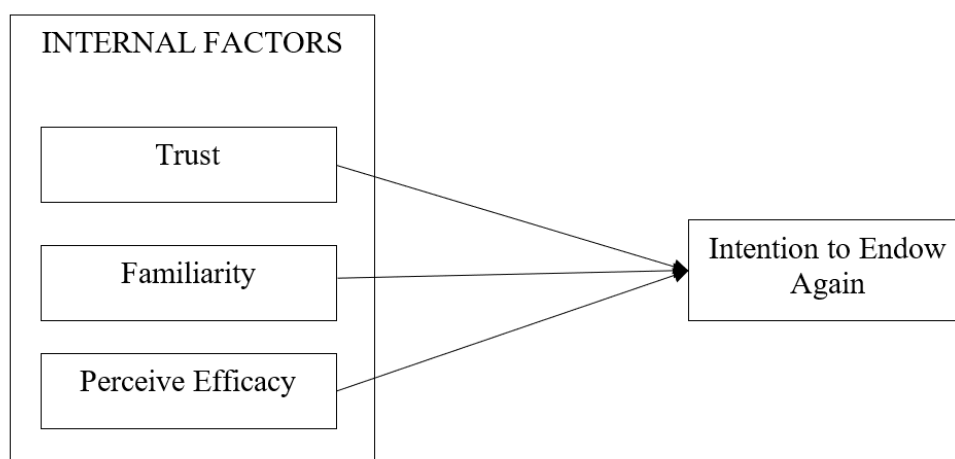 INTERNAL FACTORS
Trust
Familiarity
Perceive Efficacy
Intention to Endow
Again